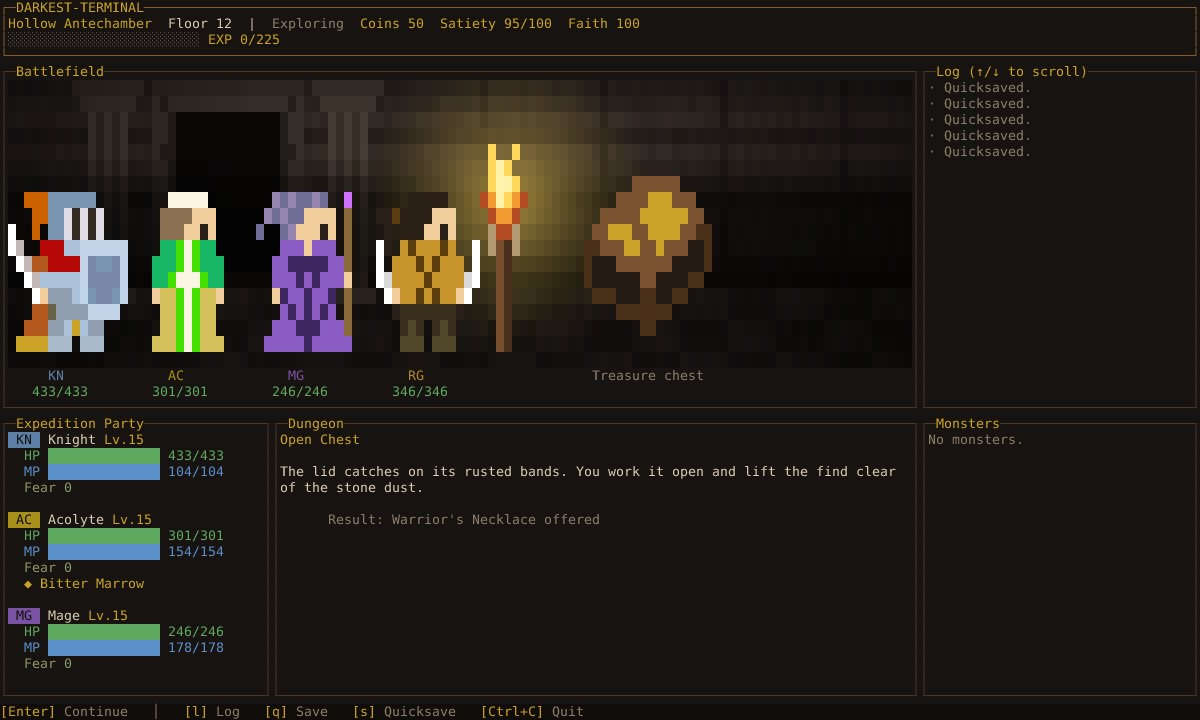 DARKEST-TERMINAL
Hollow Antechamber  Floor 12  |  Exploring  Coins 50  Satiety 95/100  Faith 100
EXP 0/225
Battlefield
Log (↑/↓ to scroll)
· Quicksaved.
· Quicksaved.
· Quicksaved.
· Quicksaved.
· Quicksaved.
KN  AC  MG  RG  Treasure chest
433/433  301/301  246/246  346/346
Expedition Party
KN  Knight Lv.15
HP  433/433
MP  104/104
Fear 0
AC  Acolyte Lv.15
HP  301/301
MP  154/154
Fear 0
◆ Bitter Marrow
MG  Mage Lv.15
HP  246/246
MP  178/178
Fear 0
Dungeon
Open Chest
The lid catches on its rusted bands. You work it open and lift the find clear
of the stone dust.
Result: Warrior's Necklace offered
Monsters
No monsters.
[Enter] Continue  |  [l] Log  [q] Save  [s] Quicksave  [Ctrl+C] Quit